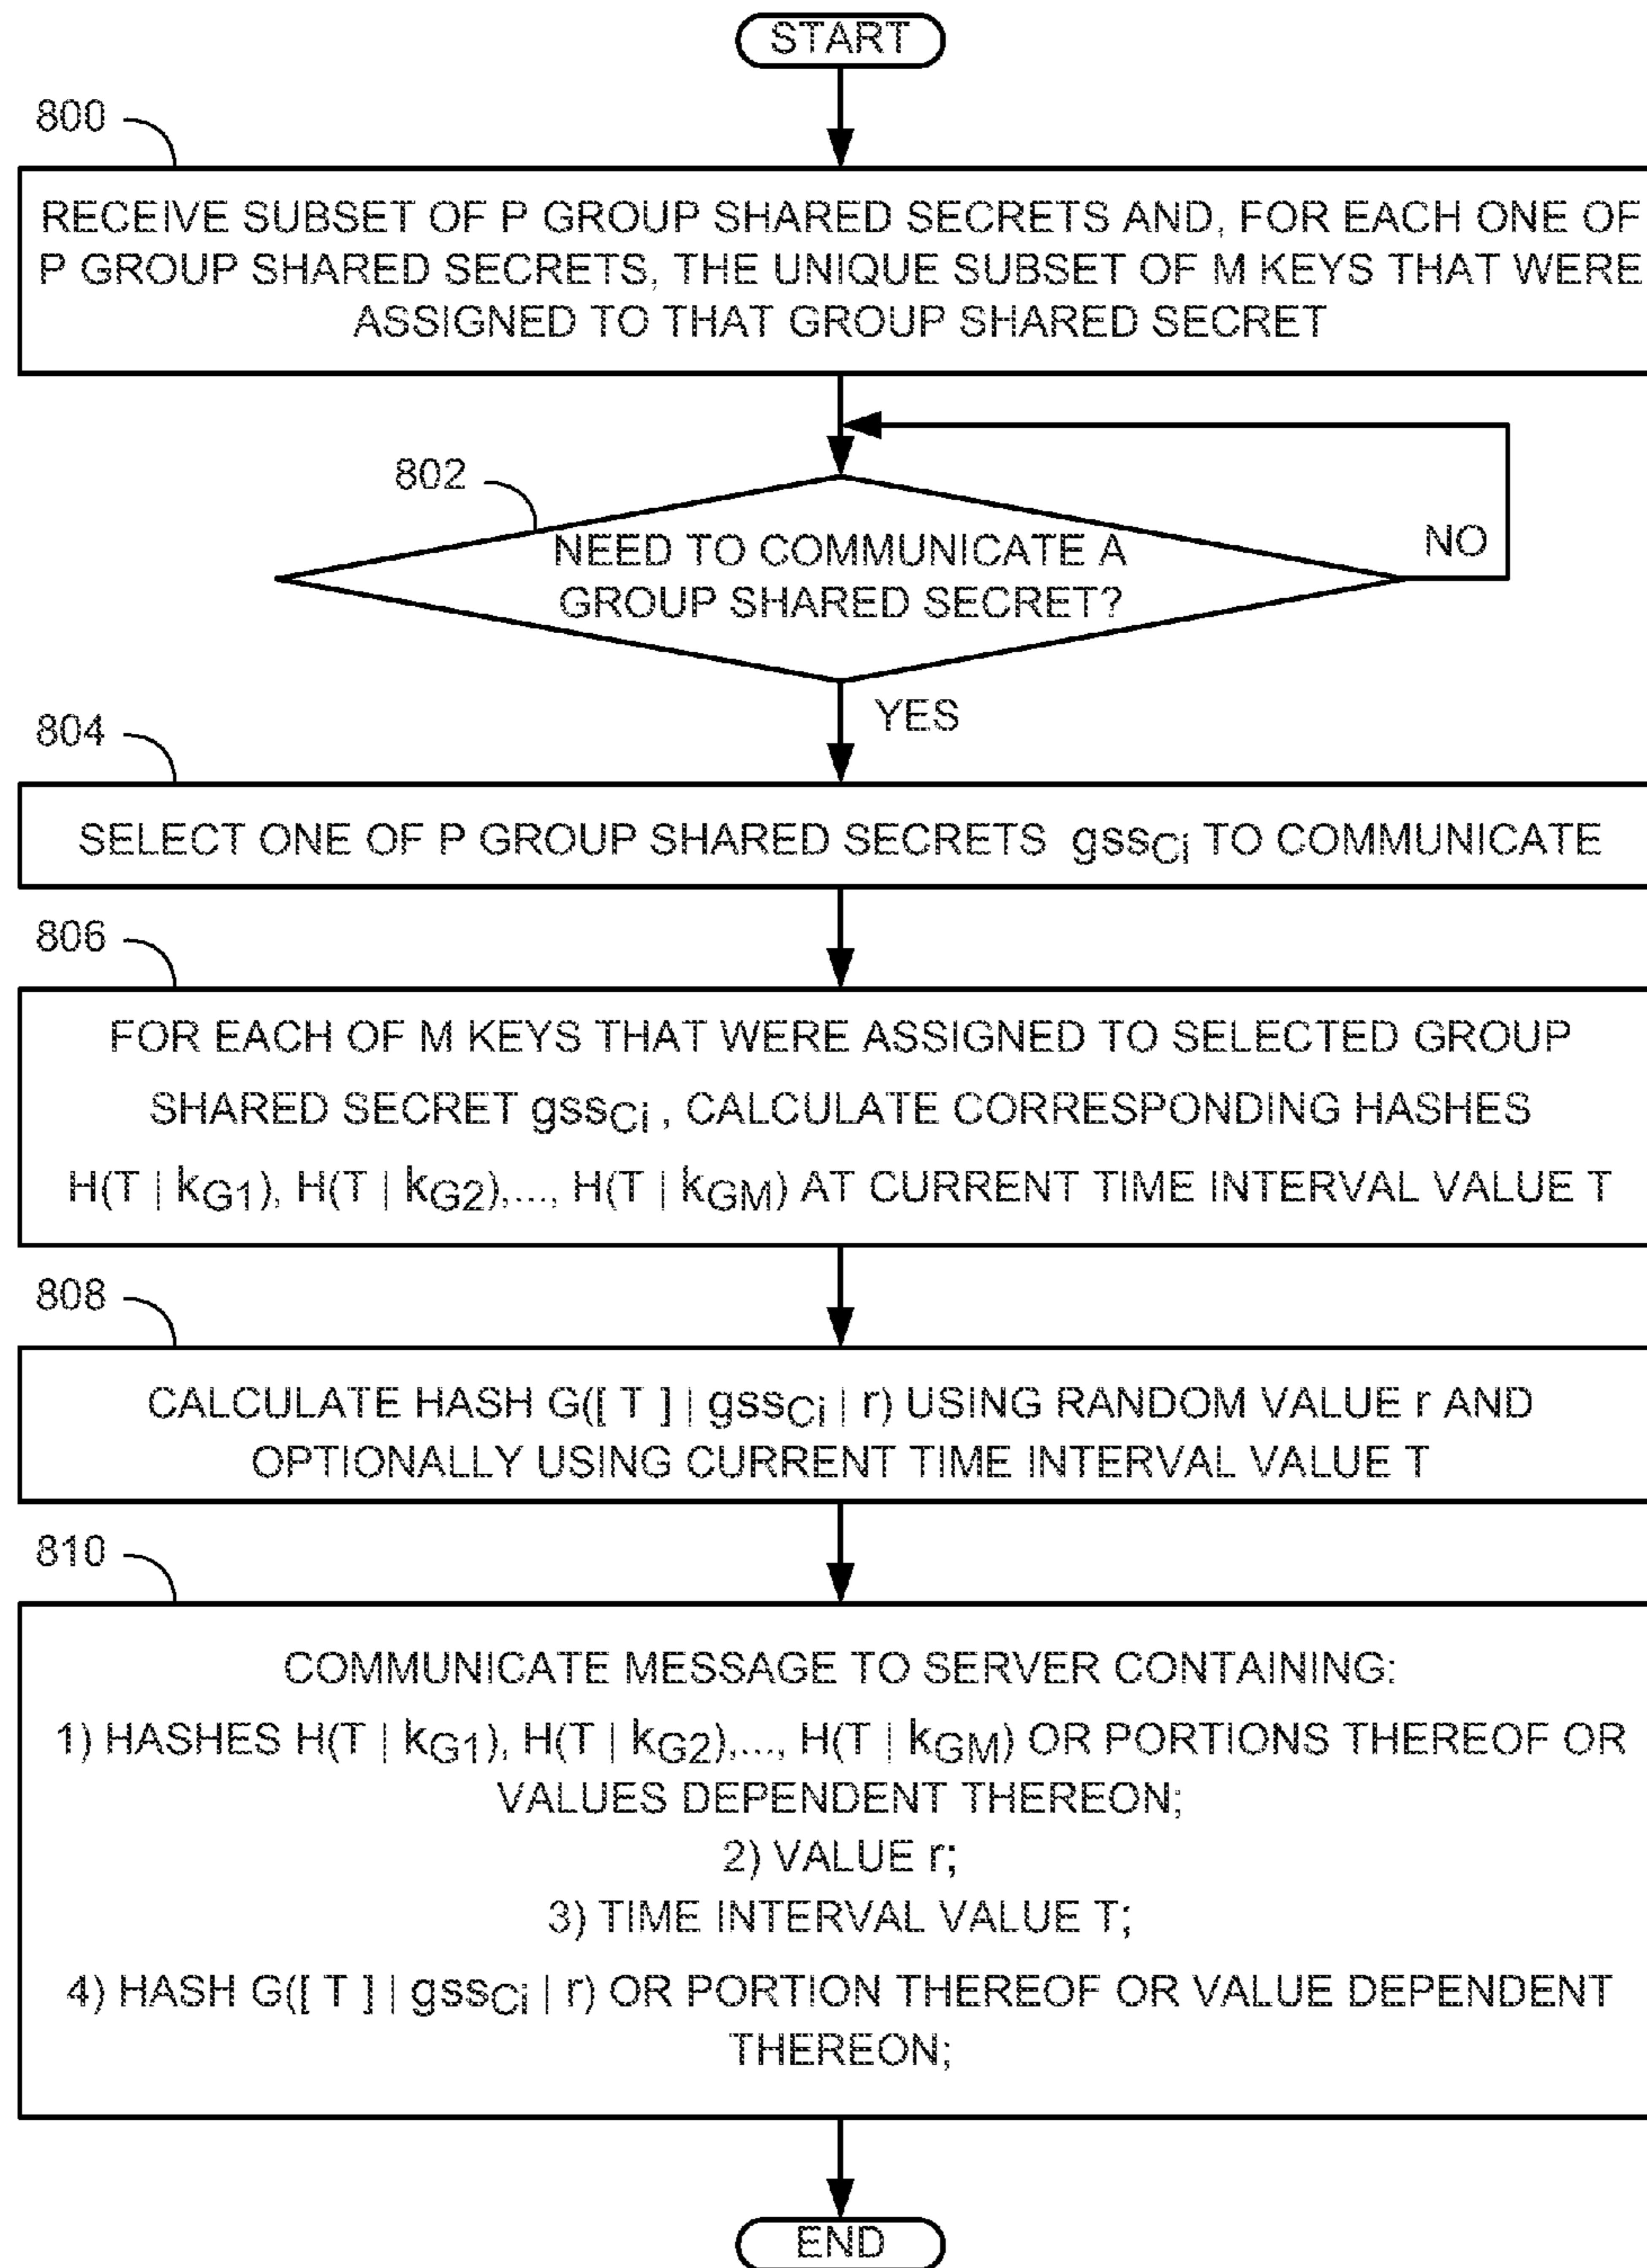 START
800
RECEIVE SUBSET OF P GROUP SHARED SECRETS AND, FOR EACH ONE OF
P GROUP SHARED SECRETS, THE UNIQUE SUBSET OF M KEYS THAT WERE
ASSIGNED TO THAT GROUP SHARED SECRET
802
NEED TO COMMUNICATE A
GROUP SHARED SECRET?
NO
YES
804
SELECT ONE OF P GROUP SHARED SECRETS gssCi TO COMMUNICATE
806
FOR EACH OF M KEYS THAT WERE ASSIGNED TO SELECTED GROUP
SHARED SECRET gssCi , CALCULATE CORRESPONDING HASHES
H(T | kG1), H(T | kG2),..., H(T | kGM) AT CURRENT TIME INTERVAL VALUE T
808
CALCULATE HASH G([ T ] | gssCi | r) USING RANDOM VALUE r AND
OPTIONALLY USING CURRENT TIME INTERVAL VALUE T
810
COMMUNICATE MESSAGE TO SERVER CONTAINING:
1) HASHES H(T | kG1), H(T | kG2),..., H(T | kGM) OR PORTIONS THEREOF OR
VALUES DEPENDENT THEREON;
2) VALUE r;
3) TIME INTERVAL VALUE T;
4) HASH G([ T ] | gssCi | r) OR PORTION THEREOF OR VALUE DEPENDENT
THEREON;
END